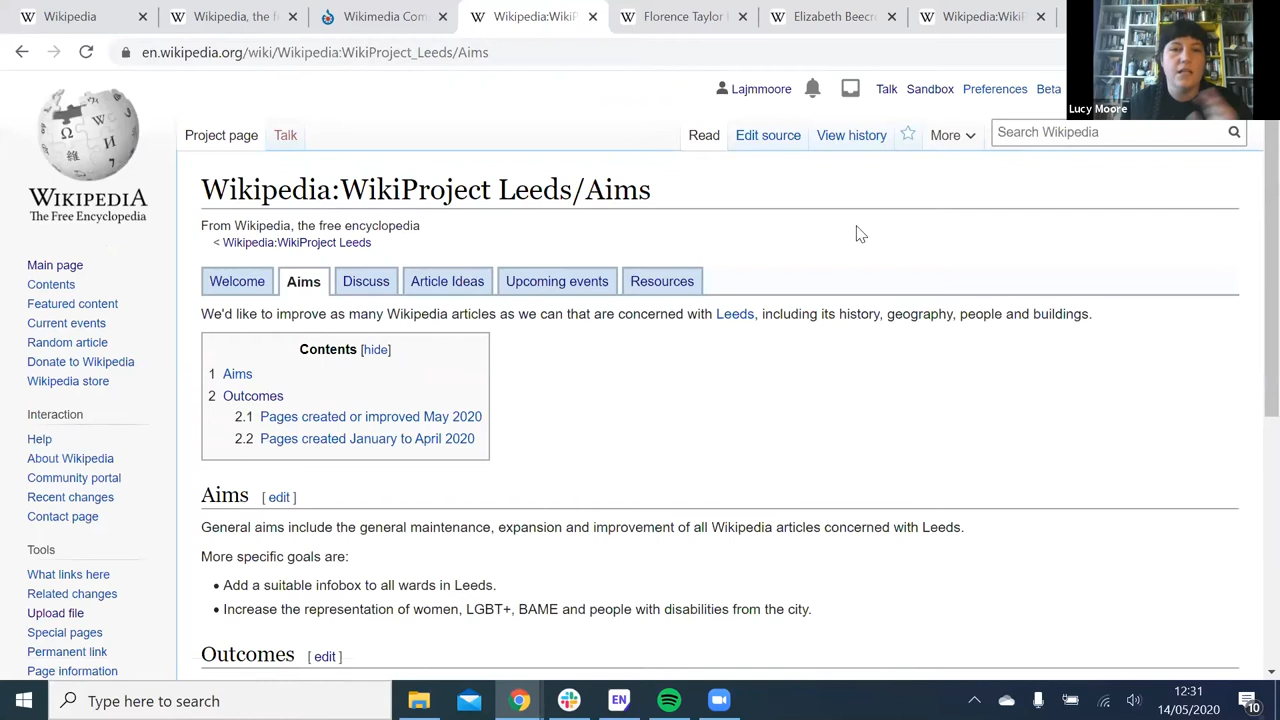 Wikipedia
Wikipedia, the f
Wikimedia Con
Wikipedia:WikiP
Florence Taylor
Elizabeth Beec
Wikipedia:WikiP
en.wikipedia.org/wiki/Wikipedia:WikiProject_Leeds/Aims
Lucy Moore
Lajmmoore Talk Sandbox Preferences Beta
Project page Talk Read Edit source View history More Search Wikipedia
WIKIPEDIA
The Free Encyclopedia
Wikipedia:WikiProject Leeds/Aims
From Wikipedia, the free encyclopedia
< Wikipedia:WikiProject Leeds
Welcome Aims Discuss Article Ideas Upcoming events Resources
We'd like to improve as many Wikipedia articles as we can that are concerned with Leeds, including its history, geography, people and buildings.
Contents [hide]
1 Aims
2 Outcomes
2.1 Pages created or improved May 2020
2.2 Pages created January to April 2020
Aims [ edit ]
General aims include the general maintenance, expansion and improvement of all Wikipedia articles concerned with Leeds.
More specific goals are:
• Add a suitable infobox to all wards in Leeds.
• Increase the representation of women, LGBT+, BAME and people with disabilities from the city.
Outcomes [ edit ]
Main page
Contents
Featured content
Current events
Random article
Donate to Wikipedia
Wikipedia store
Interaction
Help
About Wikipedia
Community portal
Recent changes
Contact page
Tools
What links here
Related changes
Upload file
Special pages
Permanent link
Page information
Type here to search
EN
12:31
14/05/2020
10